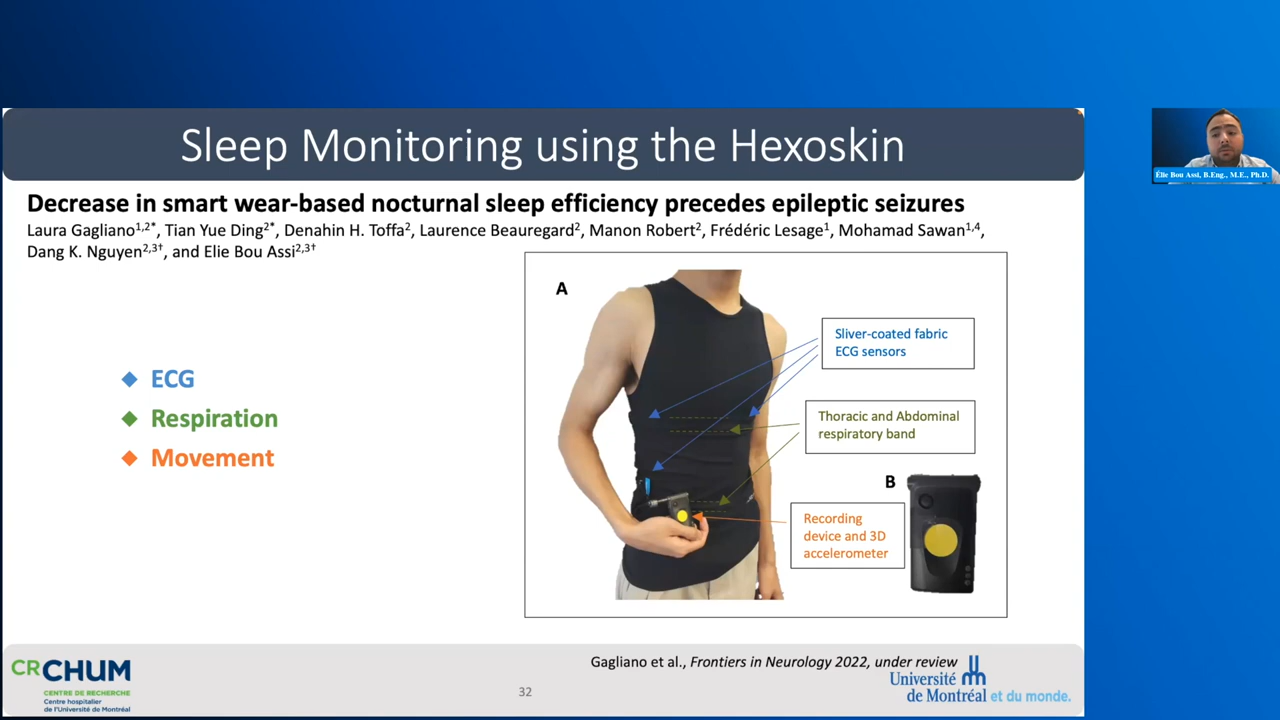 Sleep Monitoring using the Hexoskin
Decrease in smart wear-based nocturnal sleep efficiency precedes epileptic seizures
Laura Gagliano1,2*, Tian Yue Ding2*, Denahin H. Toffa2, Laurence Beauregard2, Manon Robert2, Frédéric Lesage1, Mohamad Sawan1,4,
Dang K. Nguyen2,3†, and Elie Bou Assi2,3†
ECG
Respiration
Movement
A
Sliver-coated fabric
ECG sensors
Thoracic and Abdominal
respiratory band
B
Recording
device and 3D
accelerometer
Élie Bou Assi, B.Eng., M.E., Ph.D.
Gagliano et al., Frontiers in Neurology 2022, under review
CRCHUM
CENTRE DE RECHERCHE
Centre hospitalier
de l'Université de Montréal
32
Université
de Montréal et du monde.